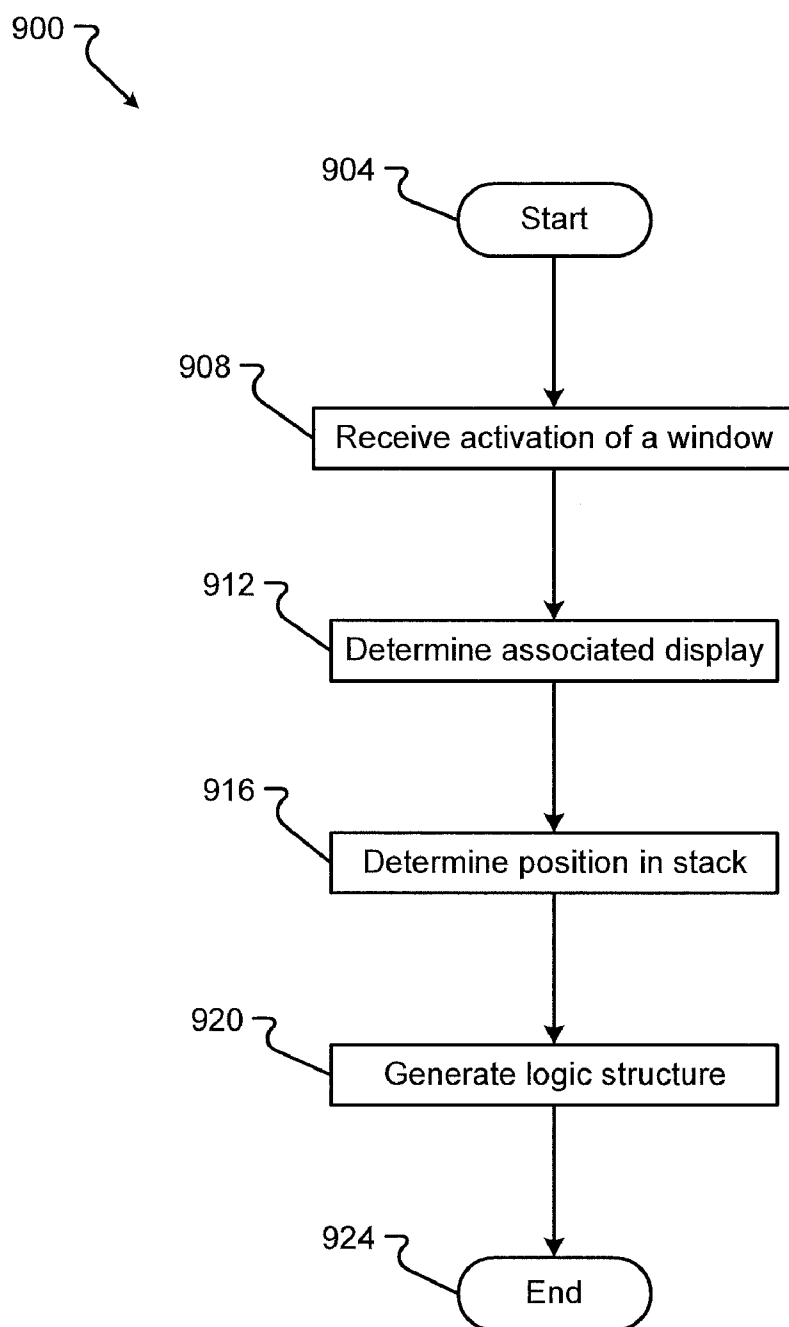 900
904
Start
908
Receive activation of a window
912
Determine associated display
916
Determine position in stack
920
Generate logic structure
924
End